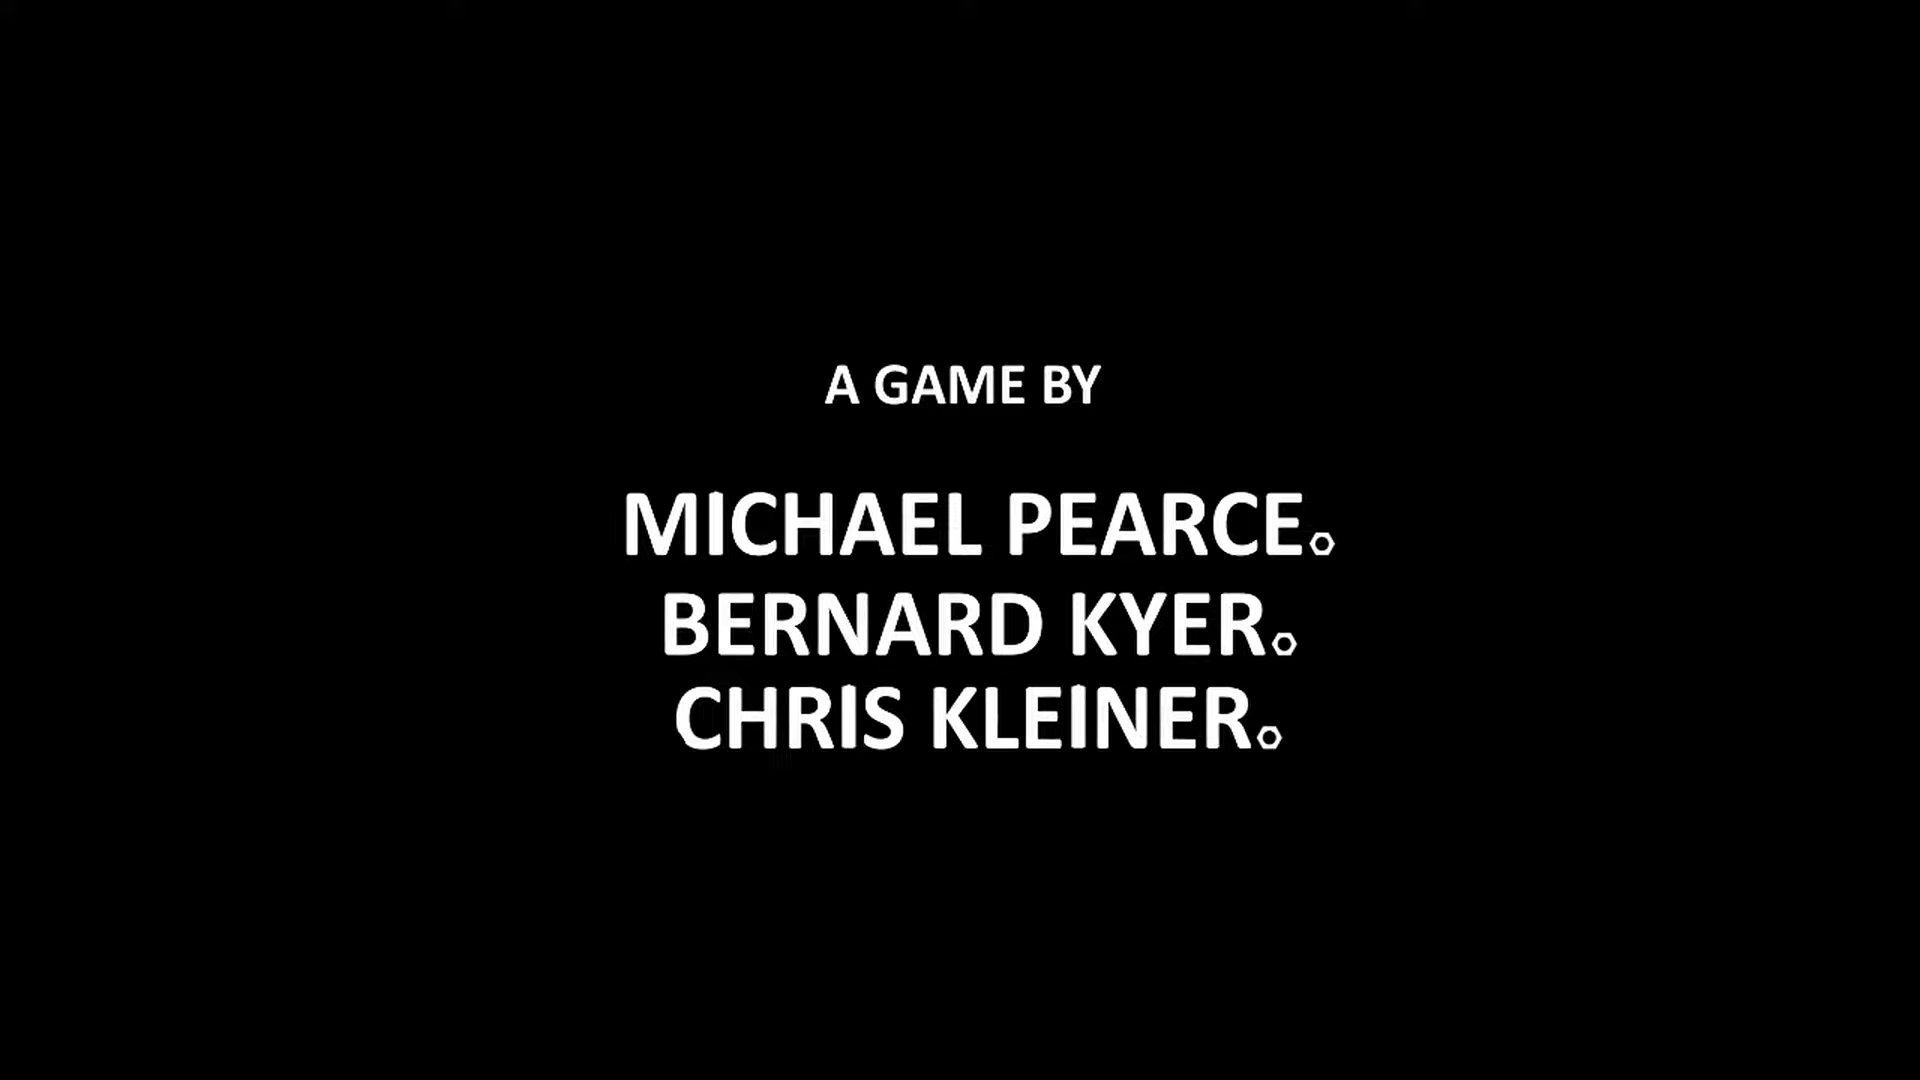 A GAME BY
MICHAEL PEARCE.
BERNARD KYER.
CHRIS KLEINER.